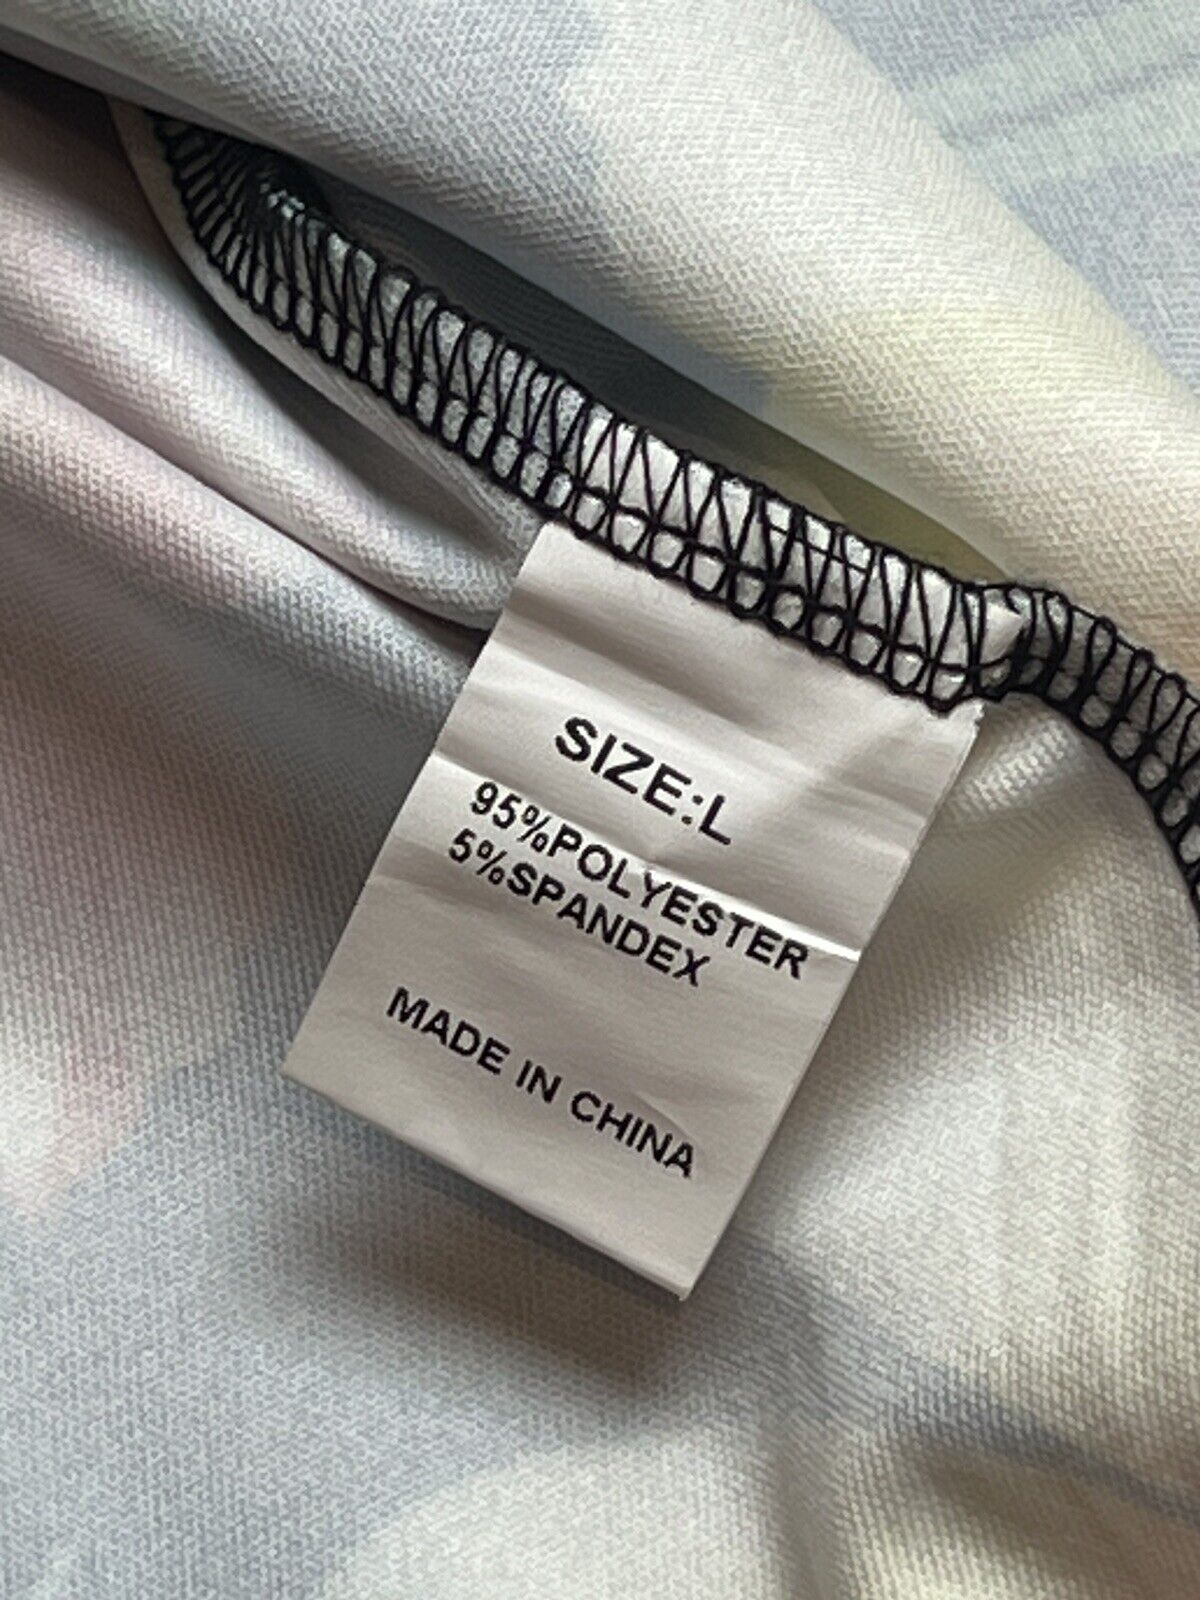 SIZE:L
95%POLYESTER
5%SPANDEX
MADE IN CHINA